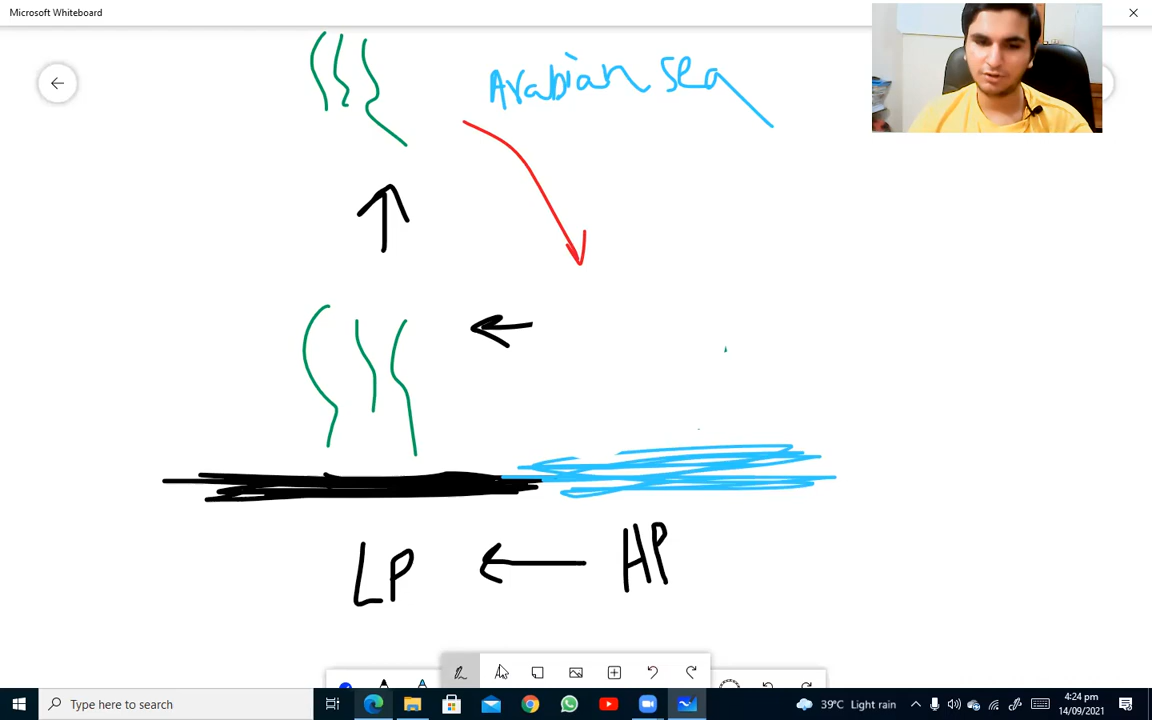 Microsoft Whiteboard
Arabian sea
LP
HP
Type here to search
39°C Light rain
4:24 pm
14/09/2021